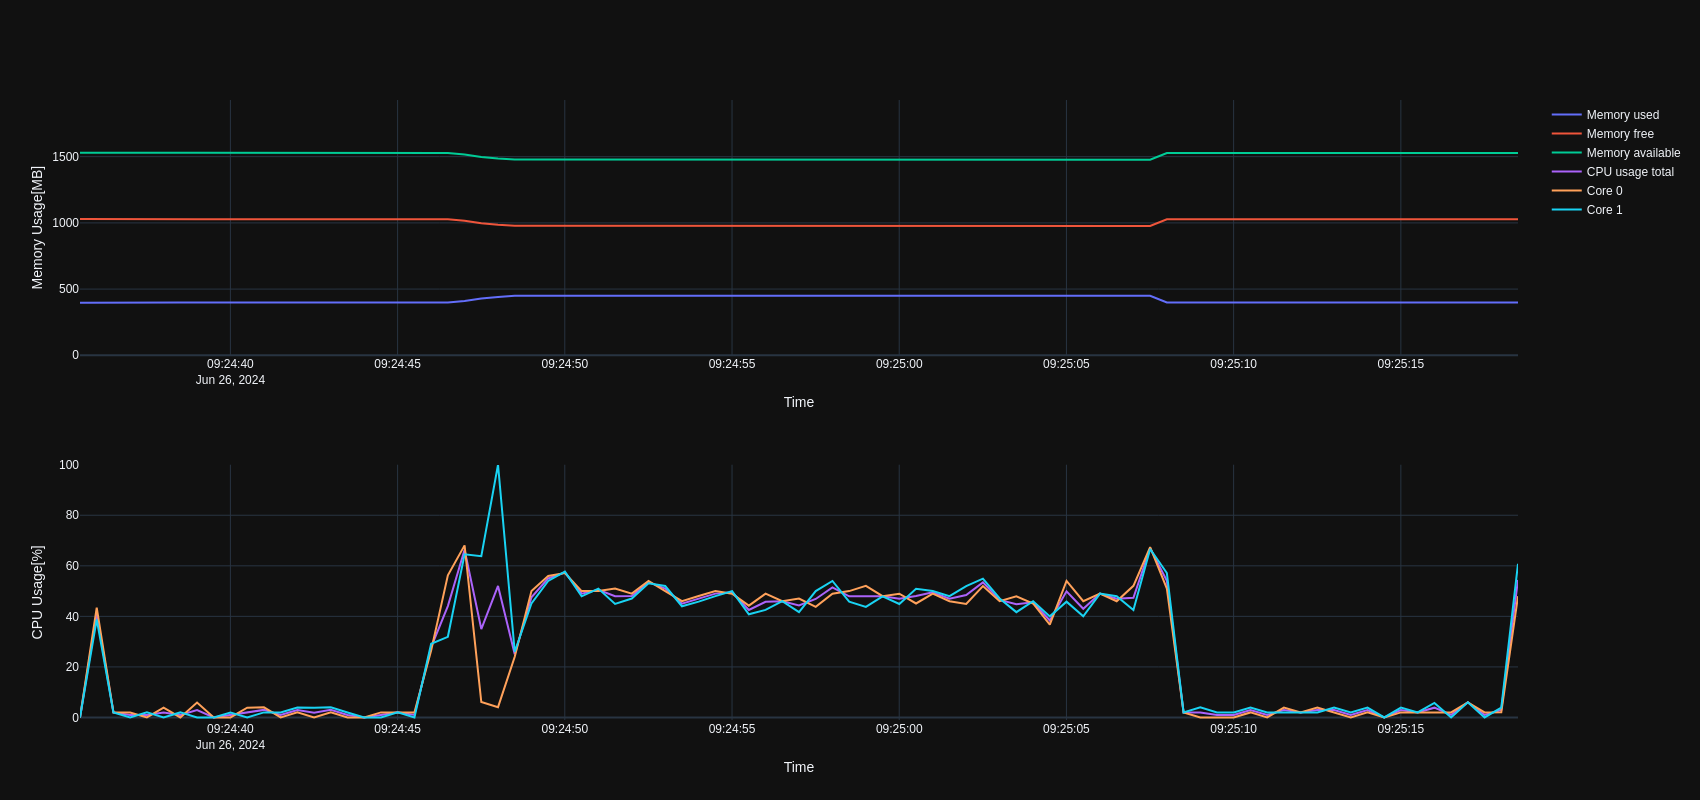 Memory used
Memory free
Memory available
CPU usage total
Core 0
Core 1
Memory Usage[MB]
1500
1000
500
0
09:24:40 09:24:45 09:24:50 09:24:55 09:25:00 09:25:05 09:25:10 09:25:15
Jun 26, 2024
Time
CPU Usage[%]
100
80
60
40
20
0
09:24:40 09:24:45 09:24:50 09:24:55 09:25:00 09:25:05 09:25:10 09:25:15
Jun 26, 2024
Time